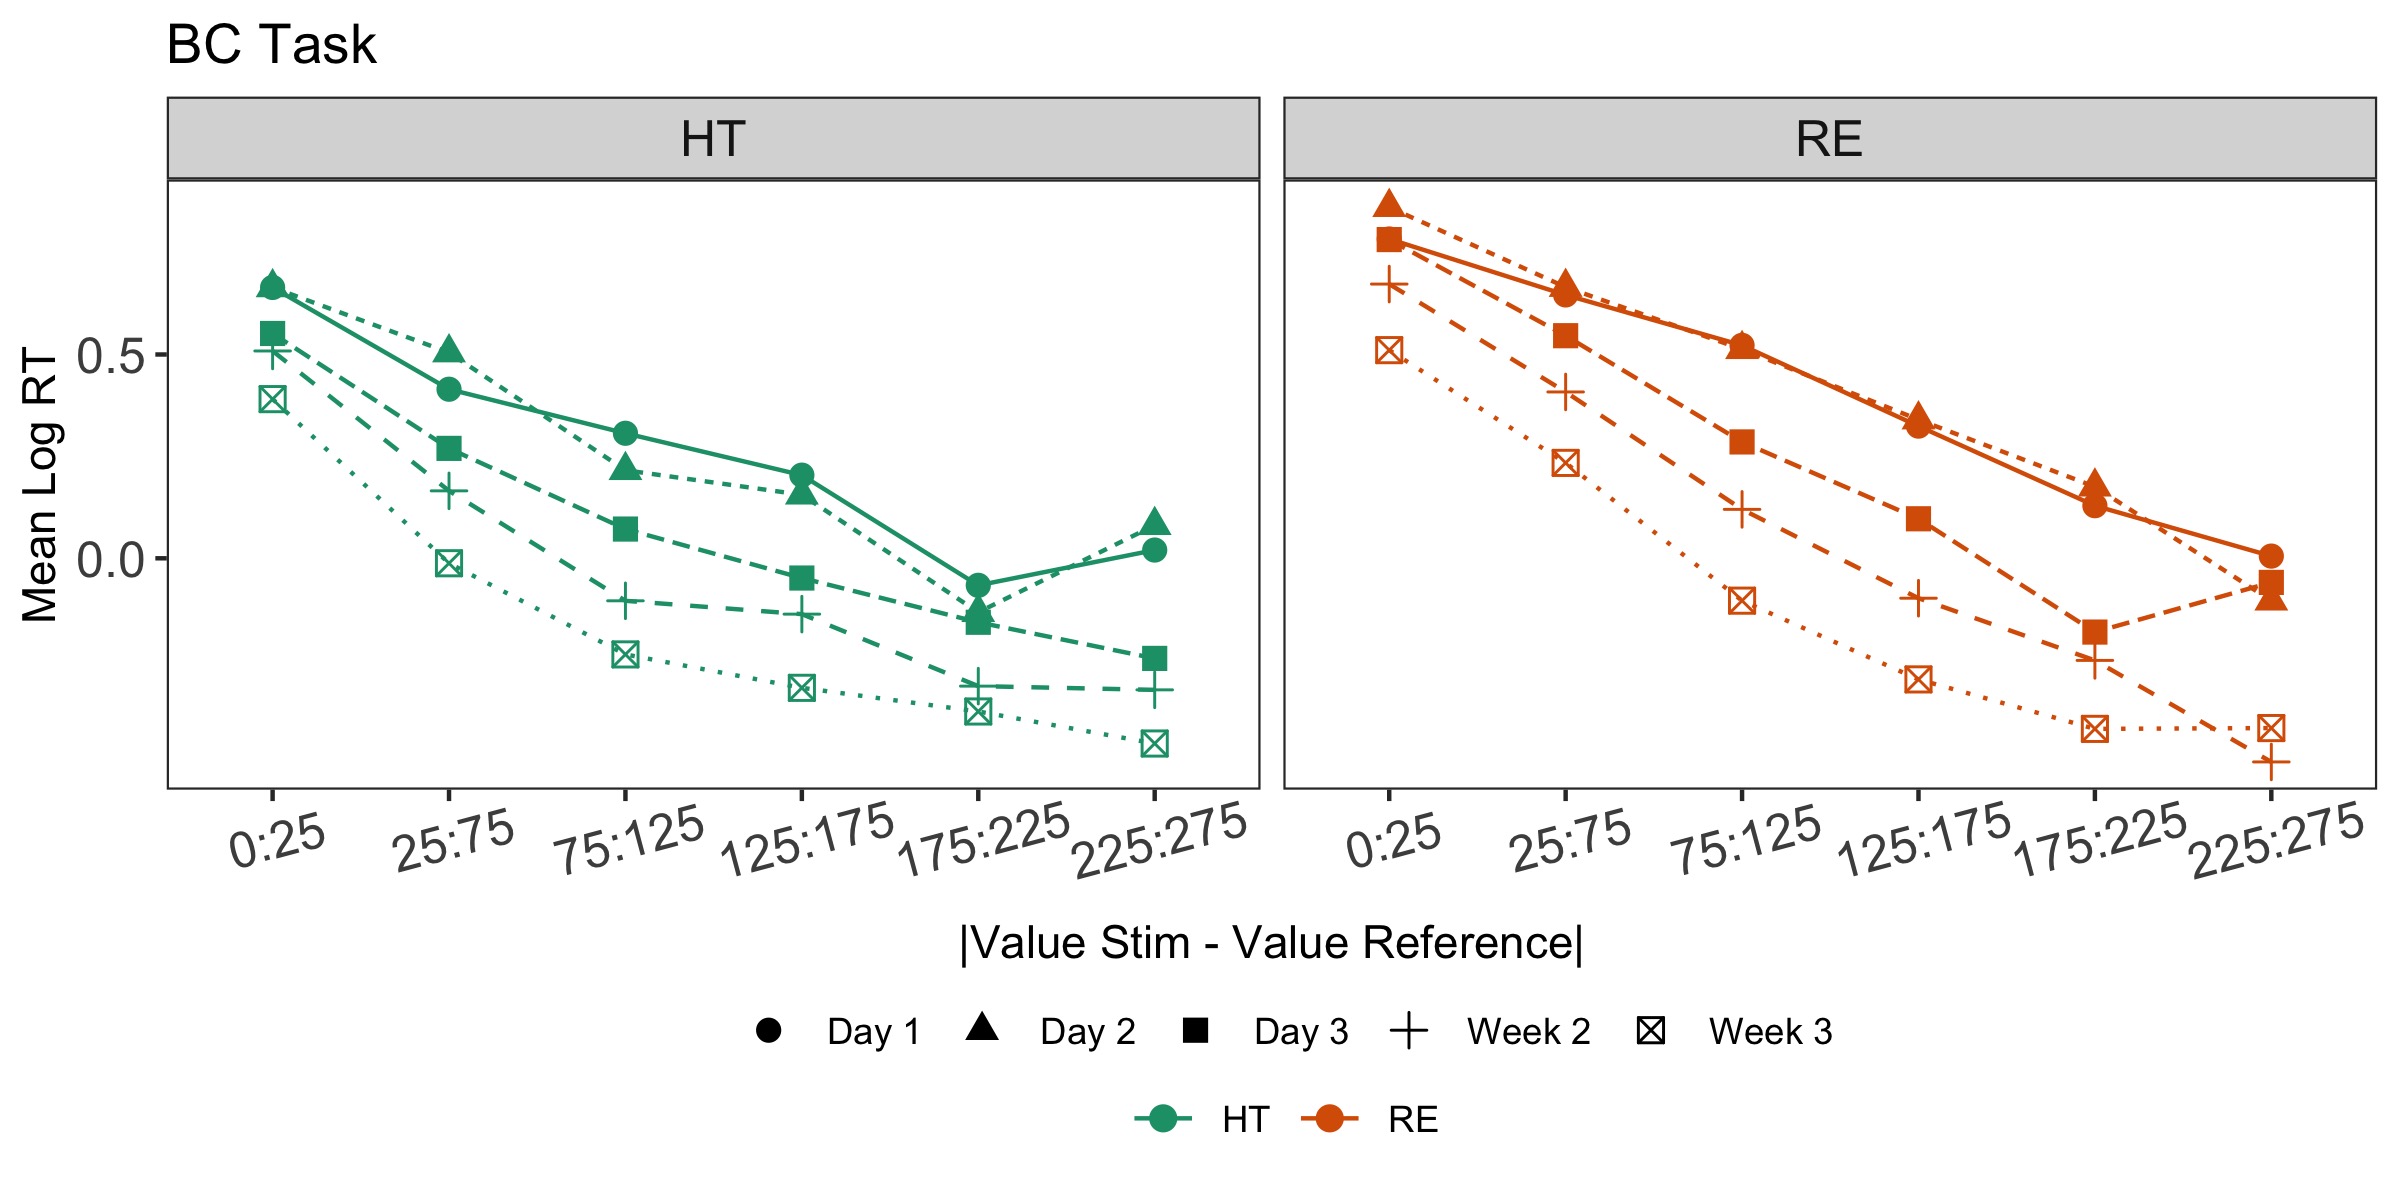 BC Task
HT RE
Mean Log RT
0.5
0.0
0:25 25:75 75:125 125:175 175:225 225:275 0:25 25:75 75:125 125:175 175:225 225:275
|Value Stim - Value Reference|
Day 1 Day 2 Day 3 Week 2 Week 3
HT RE